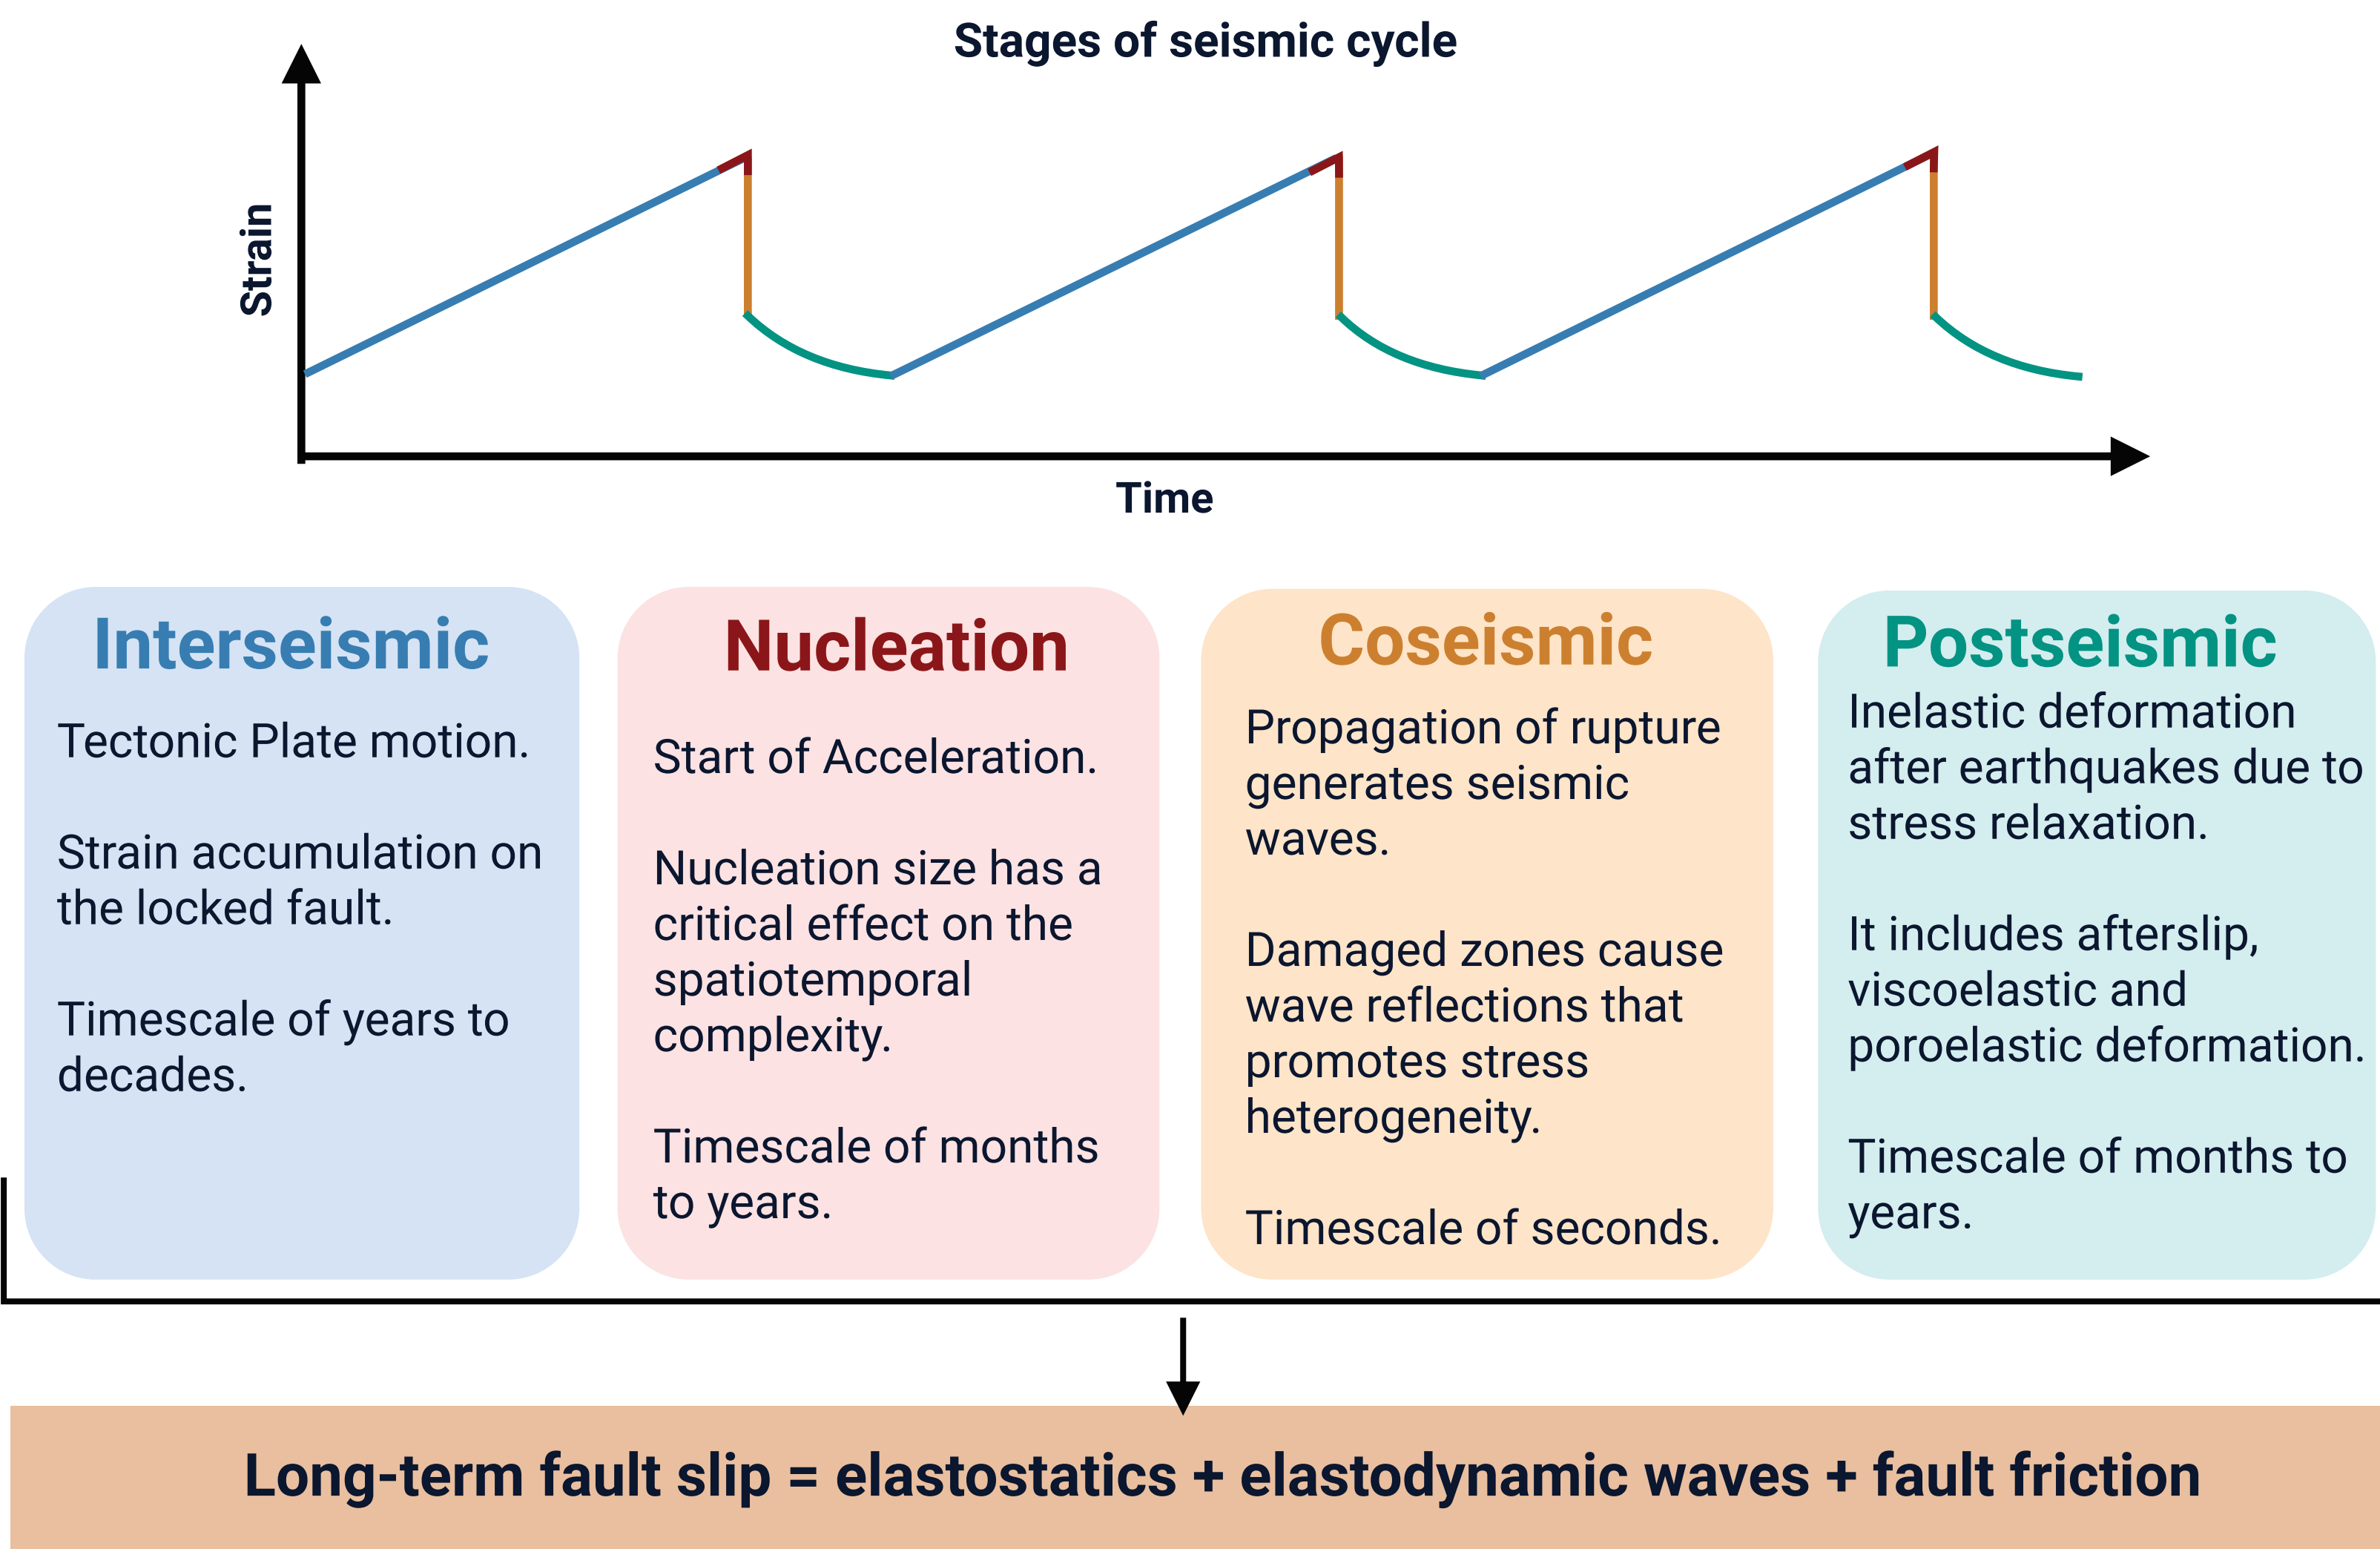 Stages of seismic cycle
Strain
Time
Interseismic
Tectonic Plate motion.
Strain accumulation on
the locked fault.
Timescale of years to
decades.
Nucleation
Start of Acceleration.
Nucleation size has a
critical effect on the
spatiotemporal
complexity.
Timescale of months
to years.
Coseismic
Propagation of rupture
generates seismic
waves.
Damaged zones cause
wave reflections that
promotes stress
heterogeneity.
Timescale of seconds.
Postseismic
Inelastic deformation
after earthquakes due to
stress relaxation.
It includes afterslip,
viscoelastic and
poroelastic deformation.
Timescale of months to
years.
Long-term fault slip = elastostatics + elastodynamic waves + fault friction